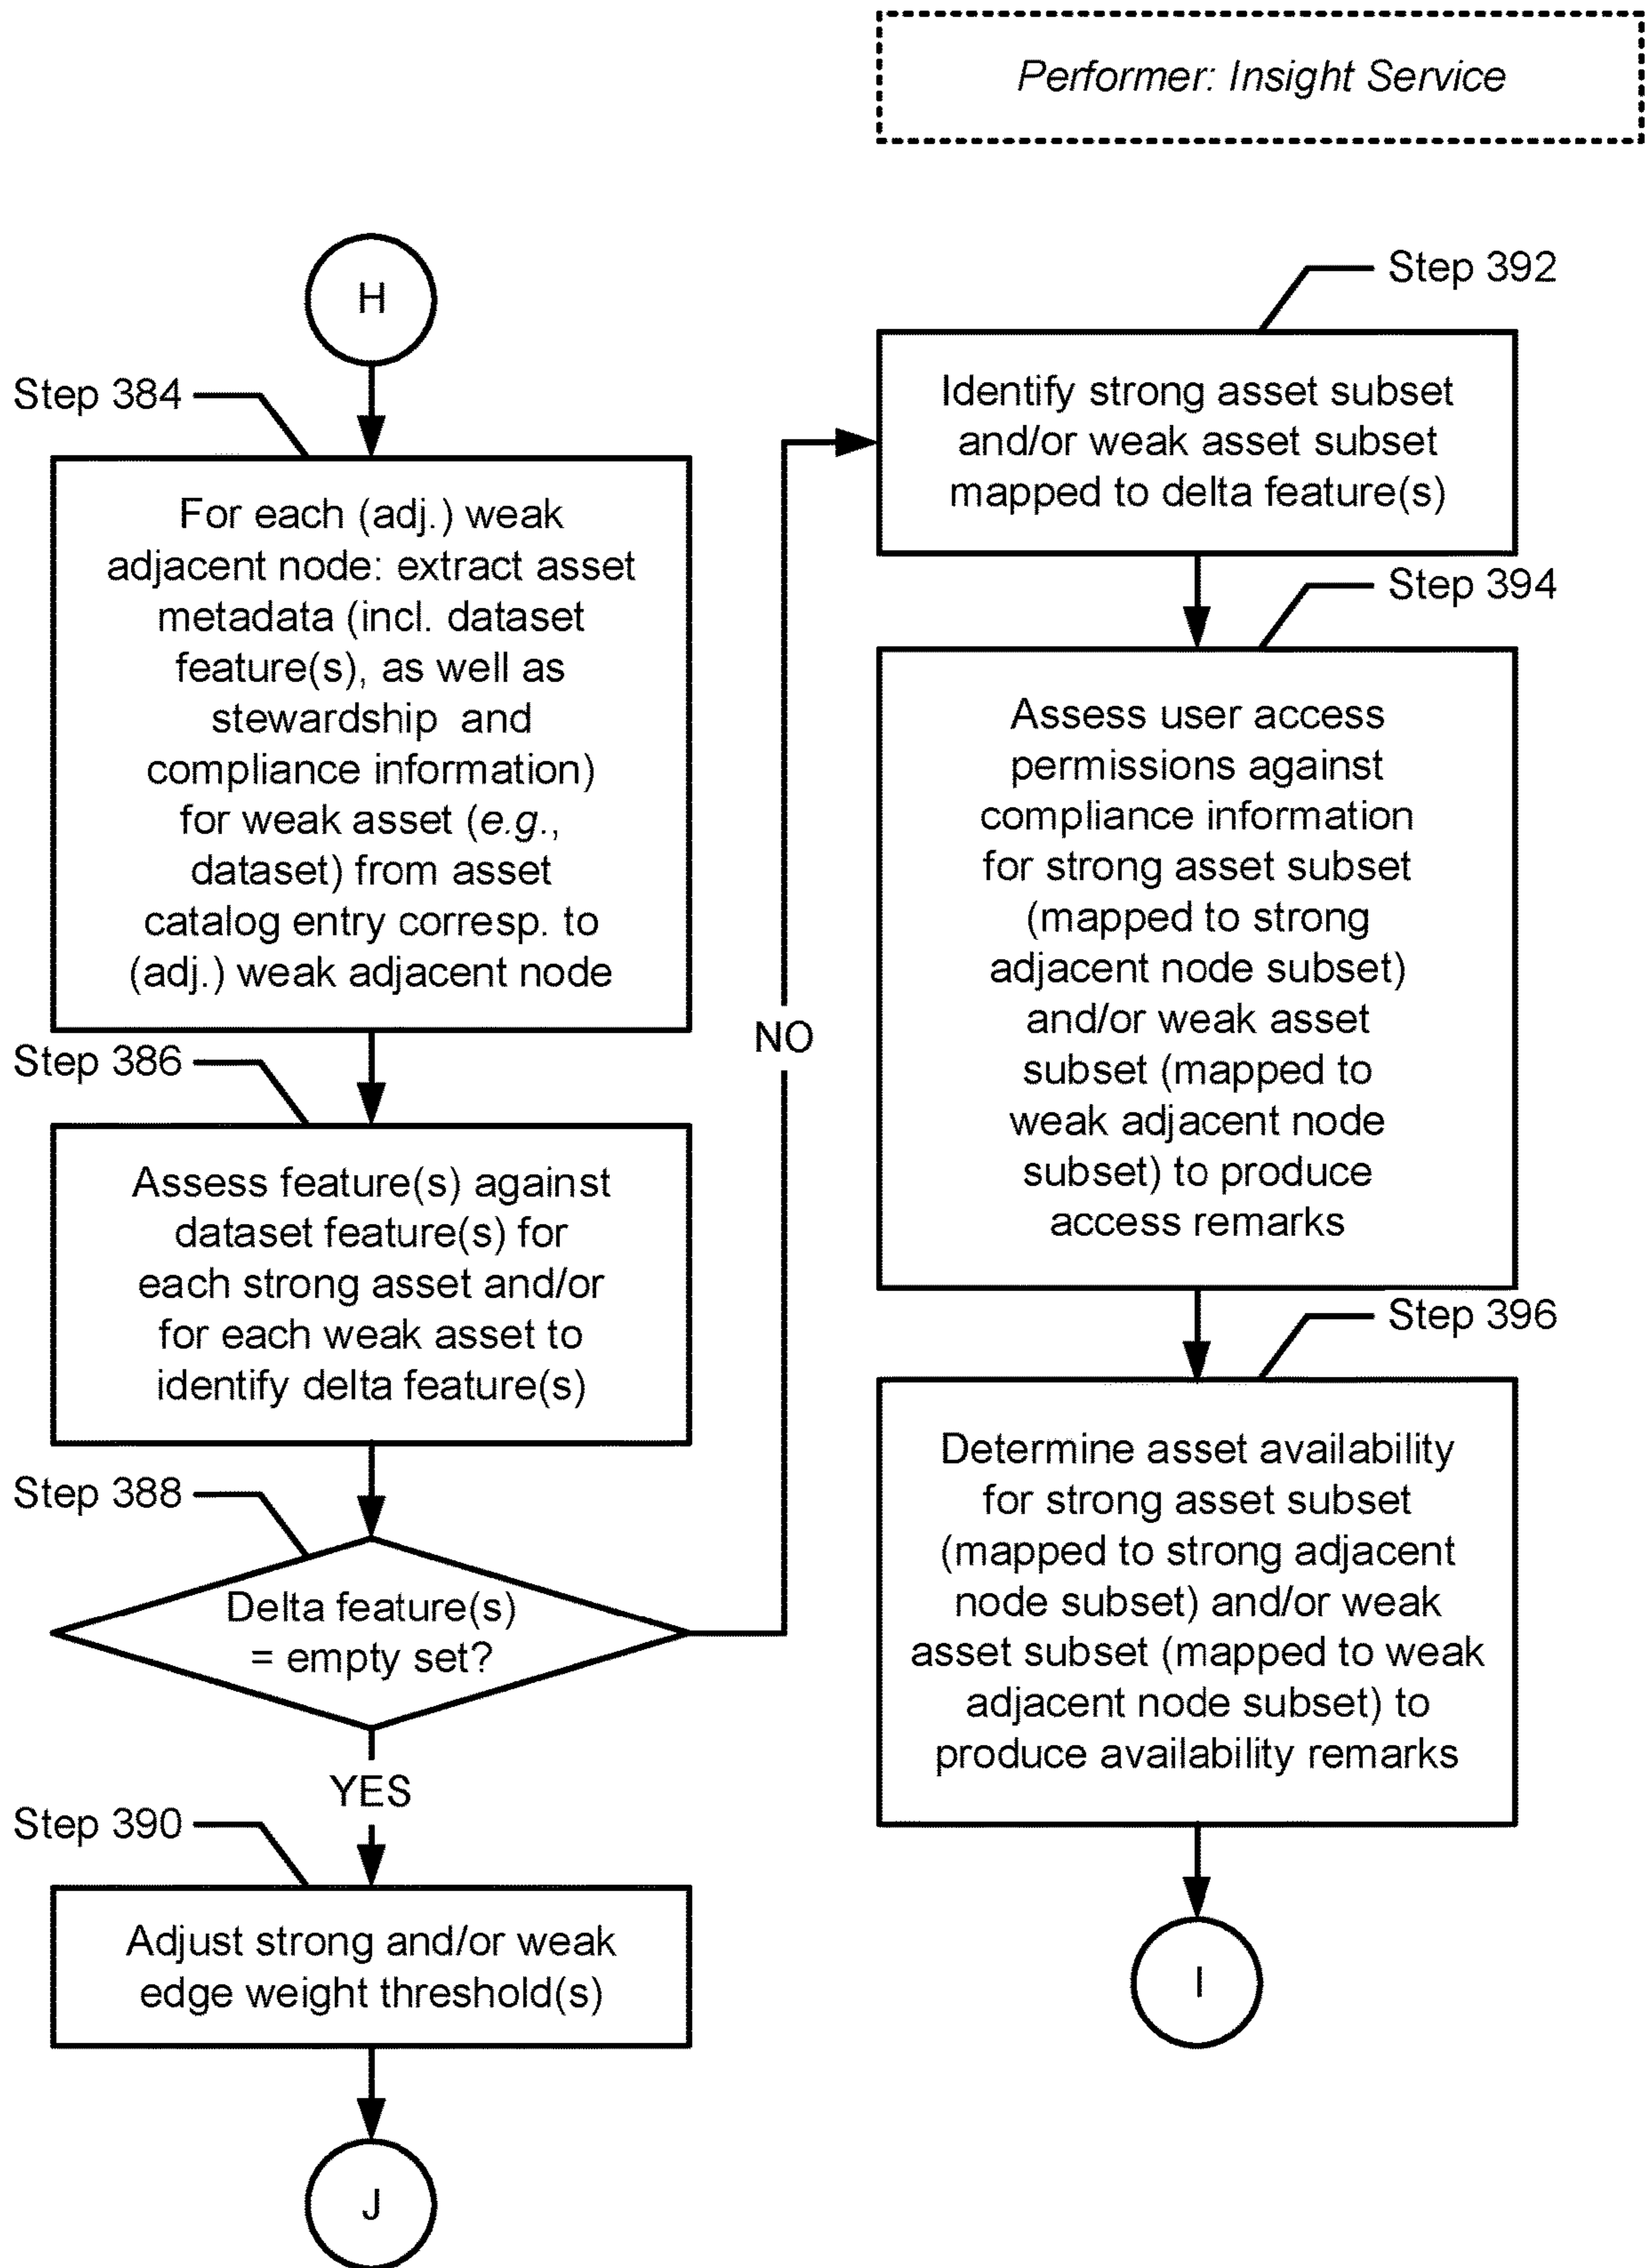 Performer: Insight Service
H
Step 384
For each (adj.) weak
adjacent node: extract asset
metadata (incl. dataset
feature(s), as well as
stewardship and
compliance information)
for weak asset (e.g.,
dataset) from asset
catalog entry corresp. to
(adj.) weak adjacent node
Step 386
Assess feature(s) against
dataset feature(s) for
each strong asset and/or
for each weak asset to
identify delta feature(s)
Step 388
Delta feature(s)
= empty set?
YES
NO
Step 390
Adjust strong and/or weak
edge weight threshold(s)
J
Step 392
Identify strong asset subset
and/or weak asset subset
mapped to delta feature(s)
Step 394
Assess user access
permissions against
compliance information
for strong asset subset
(mapped to strong
adjacent node subset)
and/or weak asset
subset (mapped to
weak adjacent node
subset) to produce
access remarks
Step 396
Determine asset availability
for strong asset subset
(mapped to strong adjacent
node subset) and/or weak
asset subset (mapped to weak
adjacent node subset) to
produce availability remarks
I